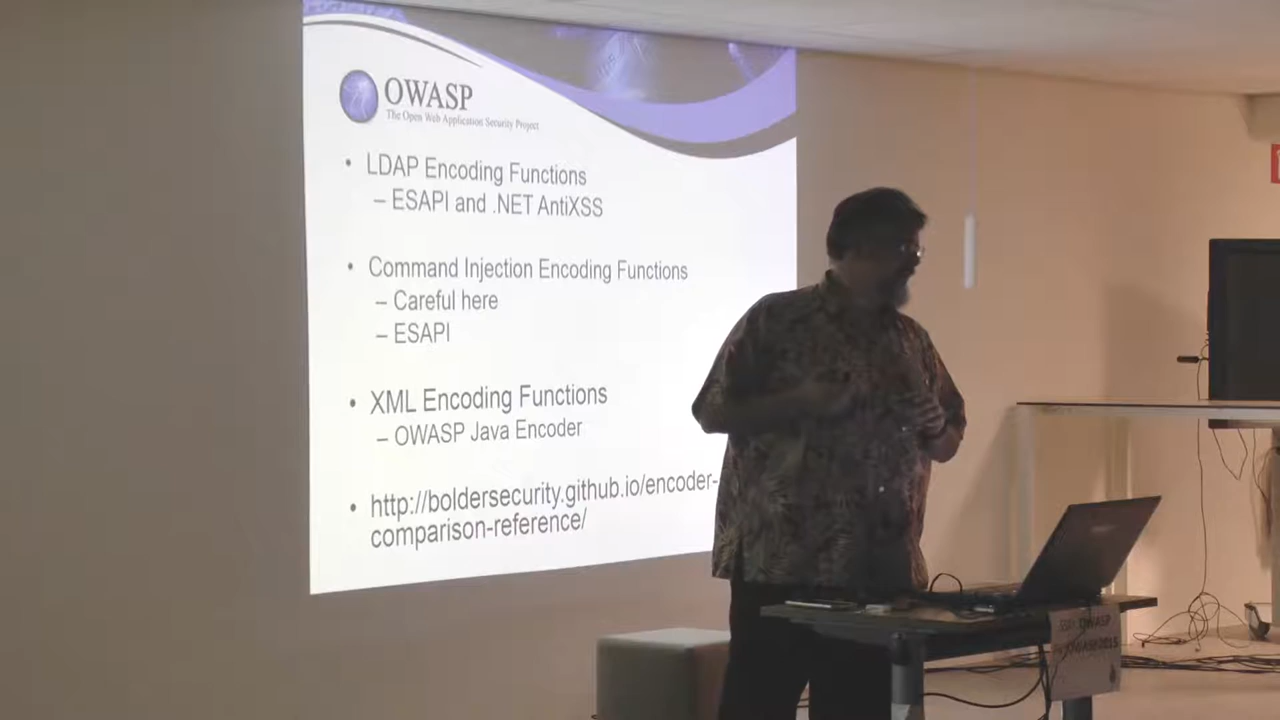 OWASP
The Open Web Application Security Project
• LDAP Encoding Functions
– ESAPI and .NET AntiXSS
• Command Injection Encoding Functions
– Careful here
– ESAPI
• XML Encoding Functions
– OWASP Java Encoder
• http://boldersecurity.github.io/encoder-
comparison-reference/
OWASP